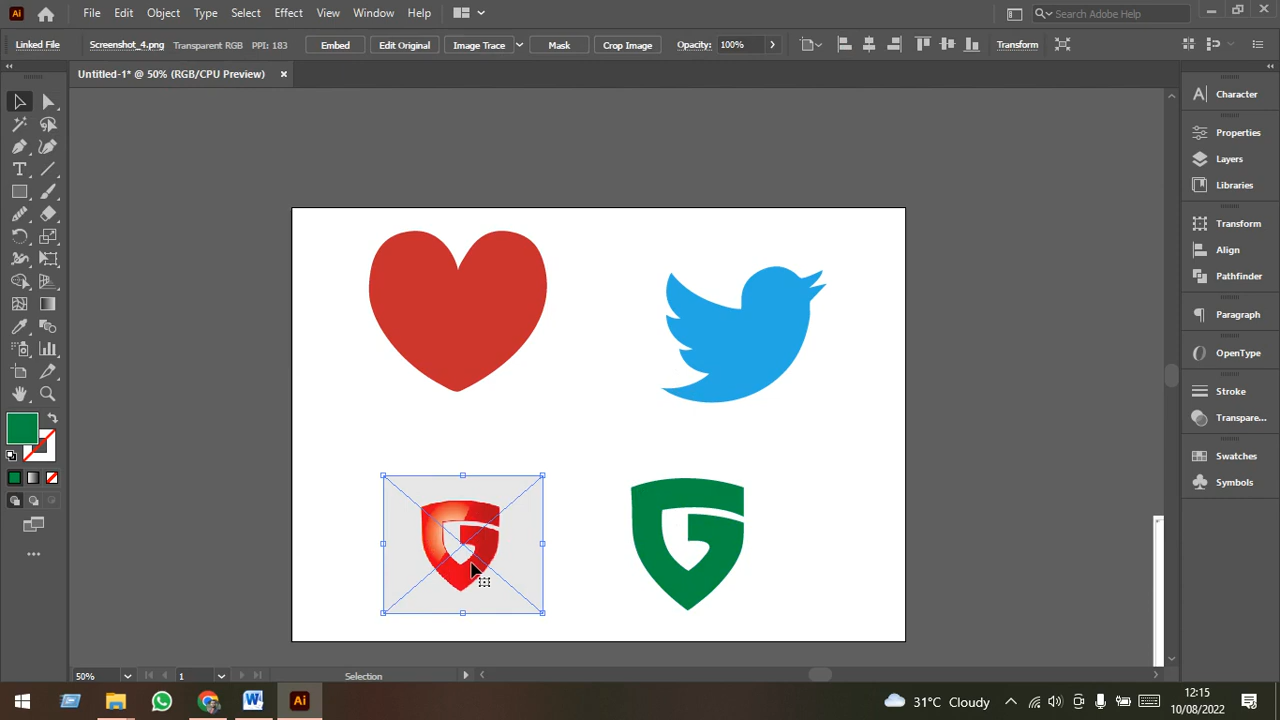 Ai File Edit Object Type Select Effect View Window Help Search Adobe Help
Linked File Screenshot_4.png Transparent RGB PPI: 183 Embed Edit Original Image Trace Mask Crop Image Opacity: 100% Transform
Untitled-1* @ 50% (RGB/CPU Preview)
Character
Properties
Layers
Libraries
Transform
Align
Pathfinder
Paragraph
OpenType
Stroke
Transpare...
Swatches
Symbols
50% 1 Selection
W Ai 31°C Cloudy 12:15
10/08/2022